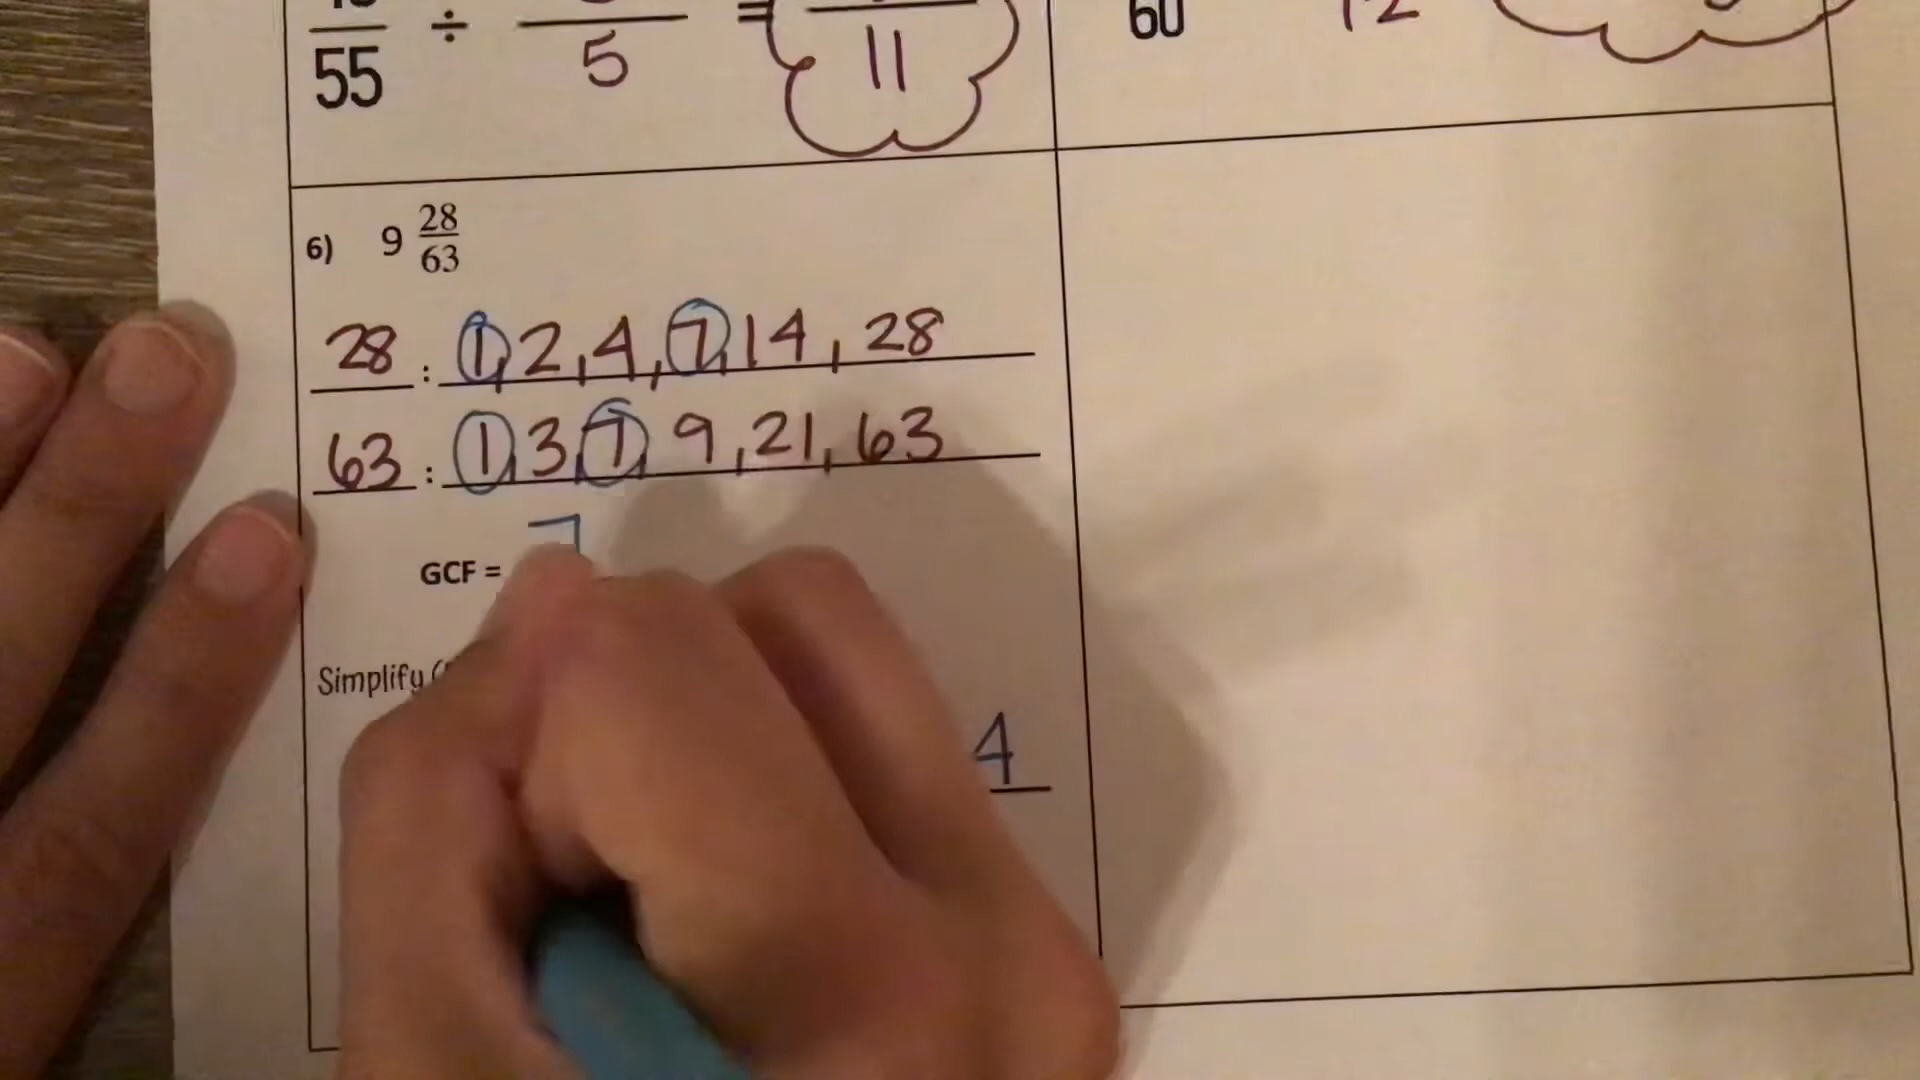 55 ÷ 5 = 11
60 12
6) 9 28/63
28 : 1, 2, 4, 7, 14, 28
63 : 1, 3, 7, 9, 21, 63
GCF = 7
Simplify (
4